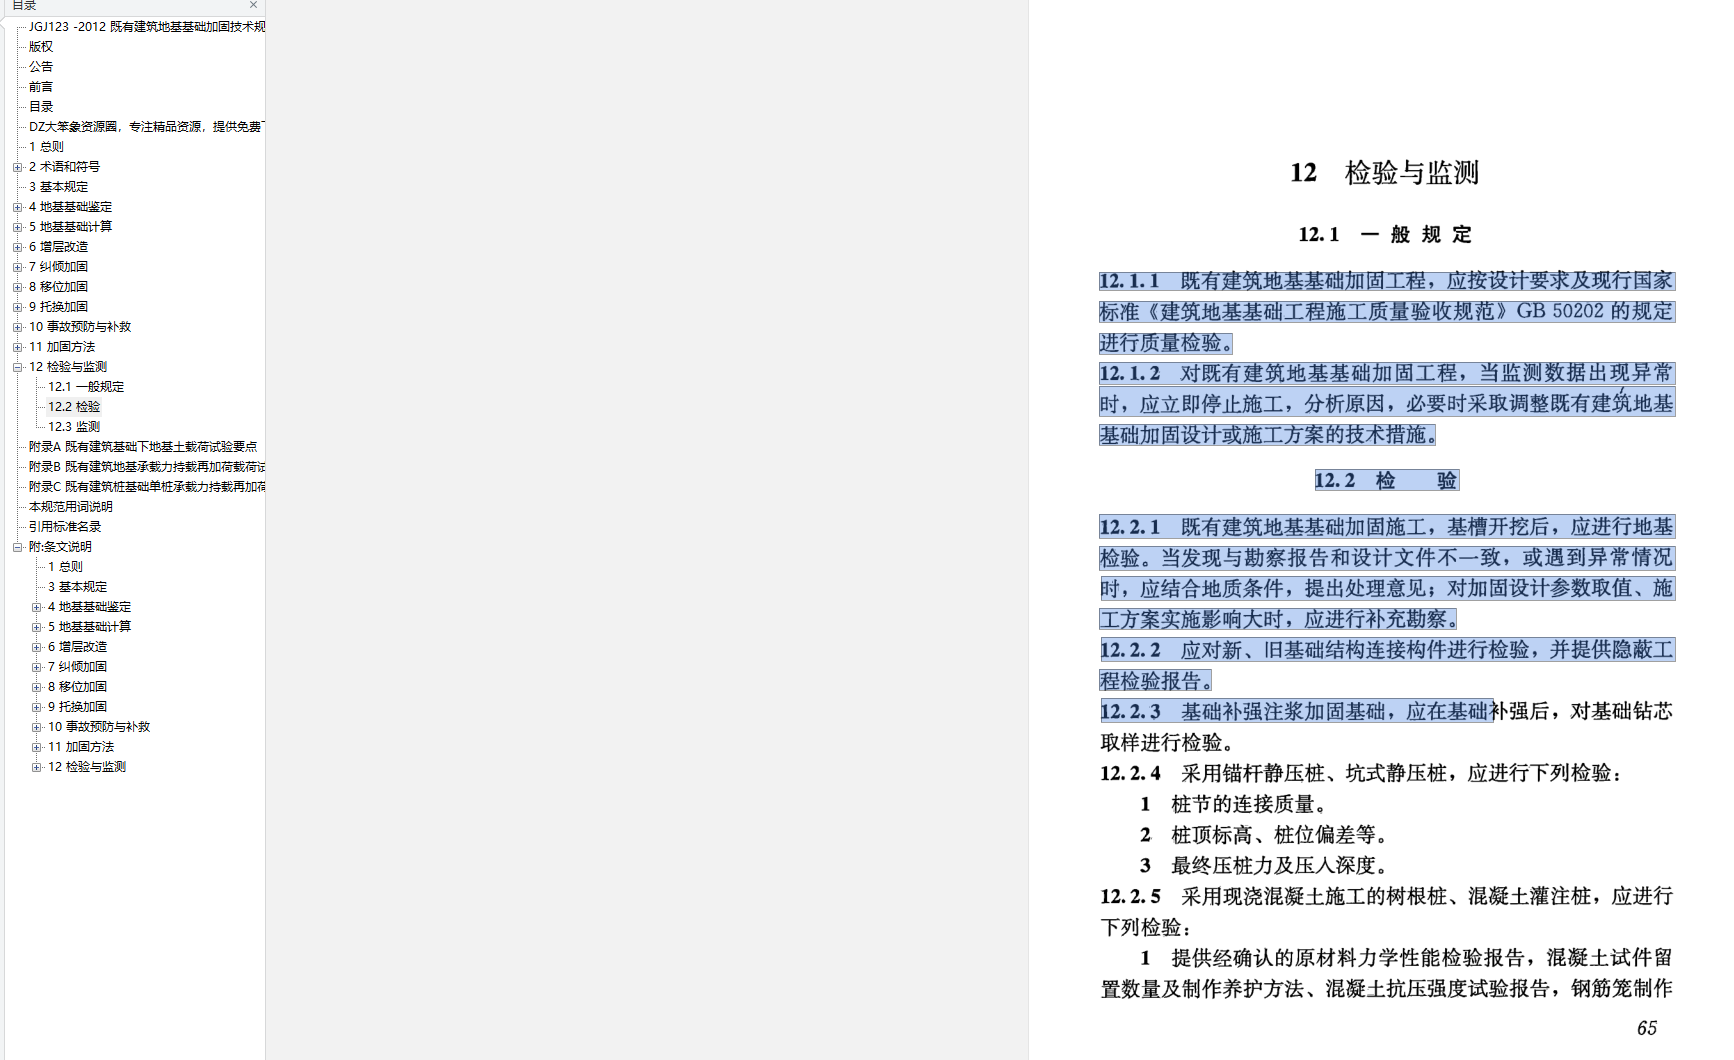 目录
JGJ123 -2012 既有建筑地基基础加固技术规
版权
公告
前言
目录
DZ大笨象资源圈，专注精品资源，提供免费下
1 总则
2 术语和符号
3 基本规定
4 地基基础鉴定
5 地基基础计算
6 增层改造
7 纠倾加固
8 移位加固
9 托换加固
10 事故预防与补救
11 加固方法
12 检验与监测
12.1 一般规定
12.2 检验
12.3 监测
附录A 既有建筑基础下地基土载荷试验要点
附录B 既有建筑地基承载力持载再加荷载荷试
附录C 既有建筑桩基础单桩承载力持载再加荷
本规范用词说明
引用标准名录
附:条文说明
1 总则
3 基本规定
4 地基基础鉴定
5 地基基础计算
6 增层改造
7 纠倾加固
8 移位加固
9 托换加固
10 事故预防与补救
11 加固方法
12 检验与监测
12 检验与监测
12.1 一般规定
12.1.1 既有建筑地基基础加固工程，应按设计要求及现行国家
标准《建筑地基基础工程施工质量验收规范》GB 50202 的规定
进行质量检验。
12.1.2 对既有建筑地基基础加固工程，当监测数据出现异常
时，应立即停止施工，分析原因，必要时采取调整既有建筑地基
基础加固设计或施工方案的技术措施。
12.2 检 验
12.2.1 既有建筑地基基础加固施工，基槽开挖后，应进行地基
检验。当发现与勘察报告和设计文件不一致，或遇到异常情况
时，应结合地质条件，提出处理意见；对加固设计参数取值、施
工方案实施影响大时，应进行补充勘察。
12.2.2 应对新、旧基础结构连接构件进行检验，并提供隐蔽工
程检验报告。
12.2.3 基础补强注浆加固基础，应在基础补强后，对基础钻芯
取样进行检验。
12.2.4 采用锚杆静压桩、坑式静压桩，应进行下列检验：
1 桩节的连接质量。
2 桩顶标高、桩位偏差等。
3 最终压桩力及压入深度。
12.2.5 采用现浇混凝土施工的树根桩、混凝土灌注桩，应进行
下列检验：
1 提供经确认的原材料力学性能检验报告，混凝土试件留
置数量及制作养护方法、混凝土抗压强度试验报告，钢筋笼制作
65